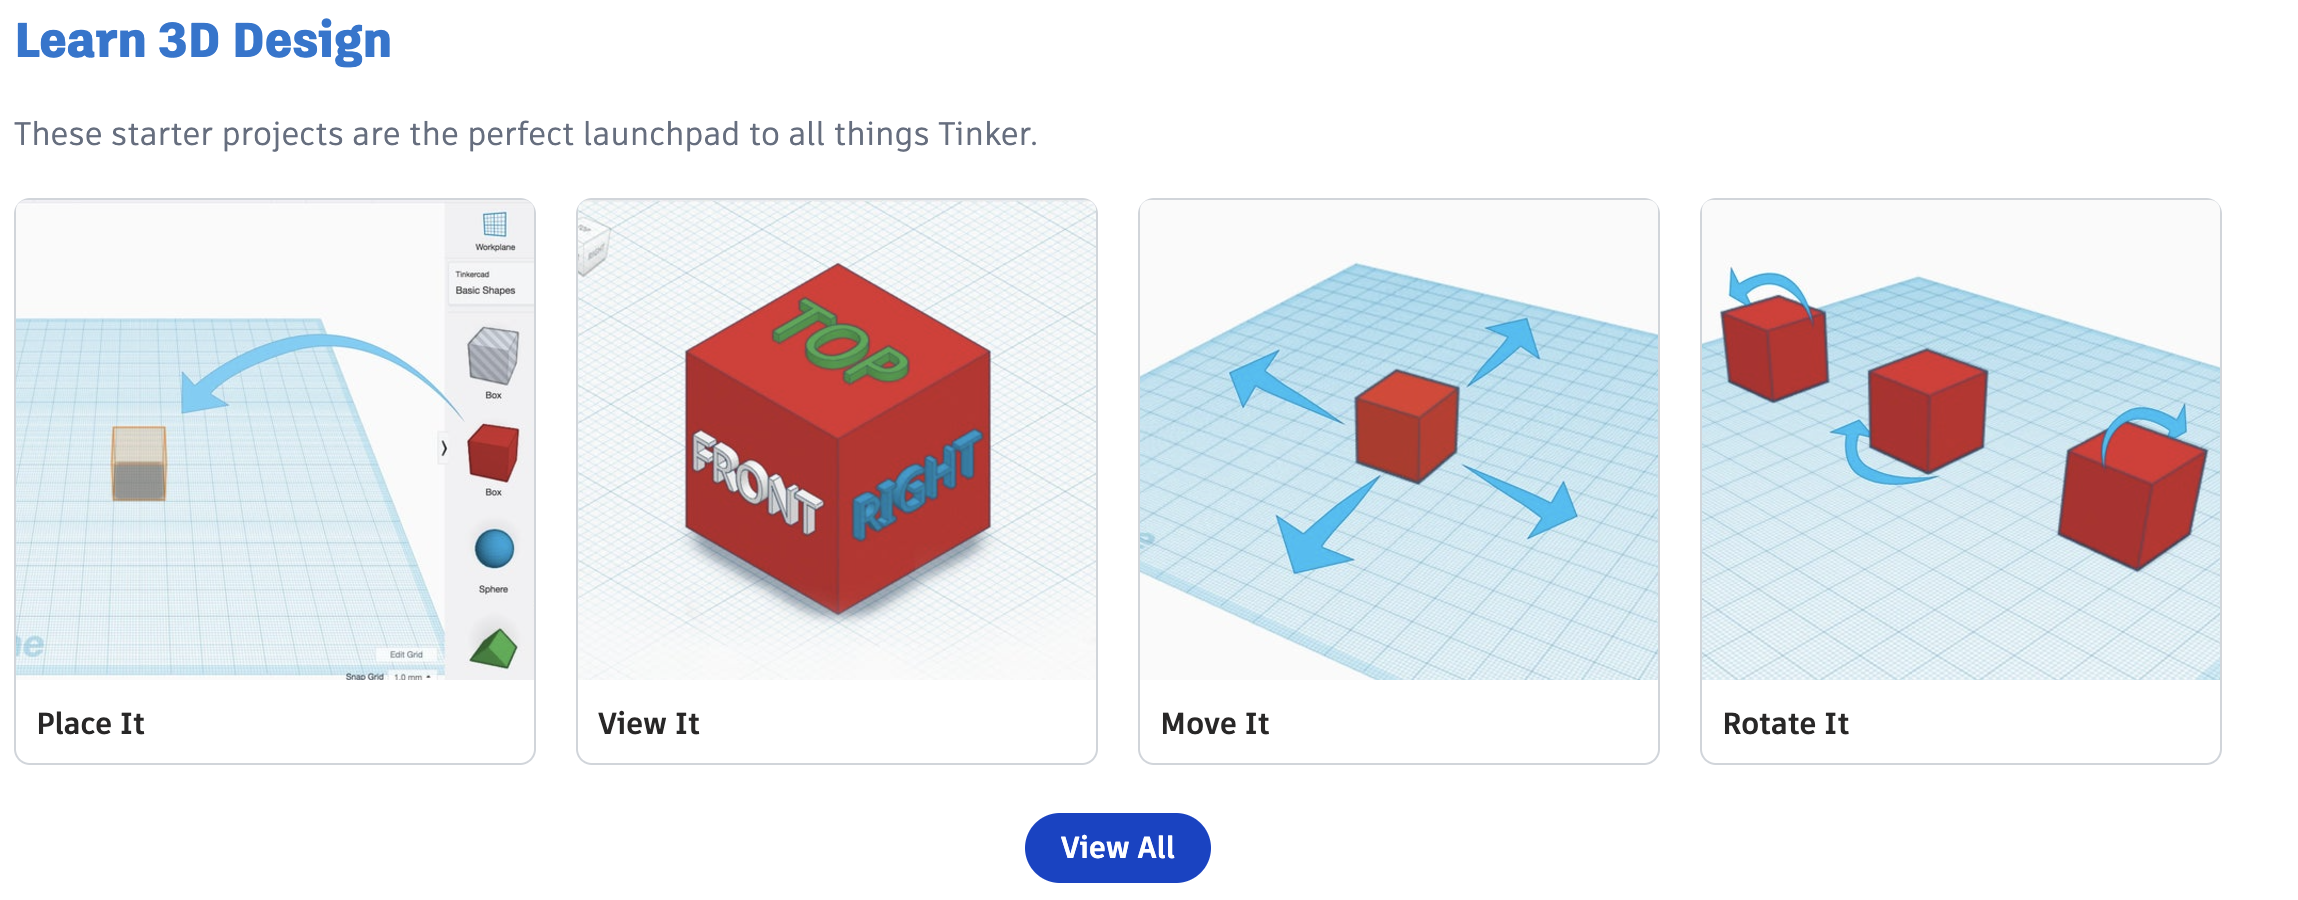 Learn 3D Design
These starter projects are the perfect launchpad to all things Tinker.
Workplane
Tinkercad
Basic Shapes
Box
Box
Sphere
Edit Grid
Snap Grid 1.0 mm
Place It
TOP
FRONT
RIGHT
RIGHT
View It
Move It
Rotate It
View All